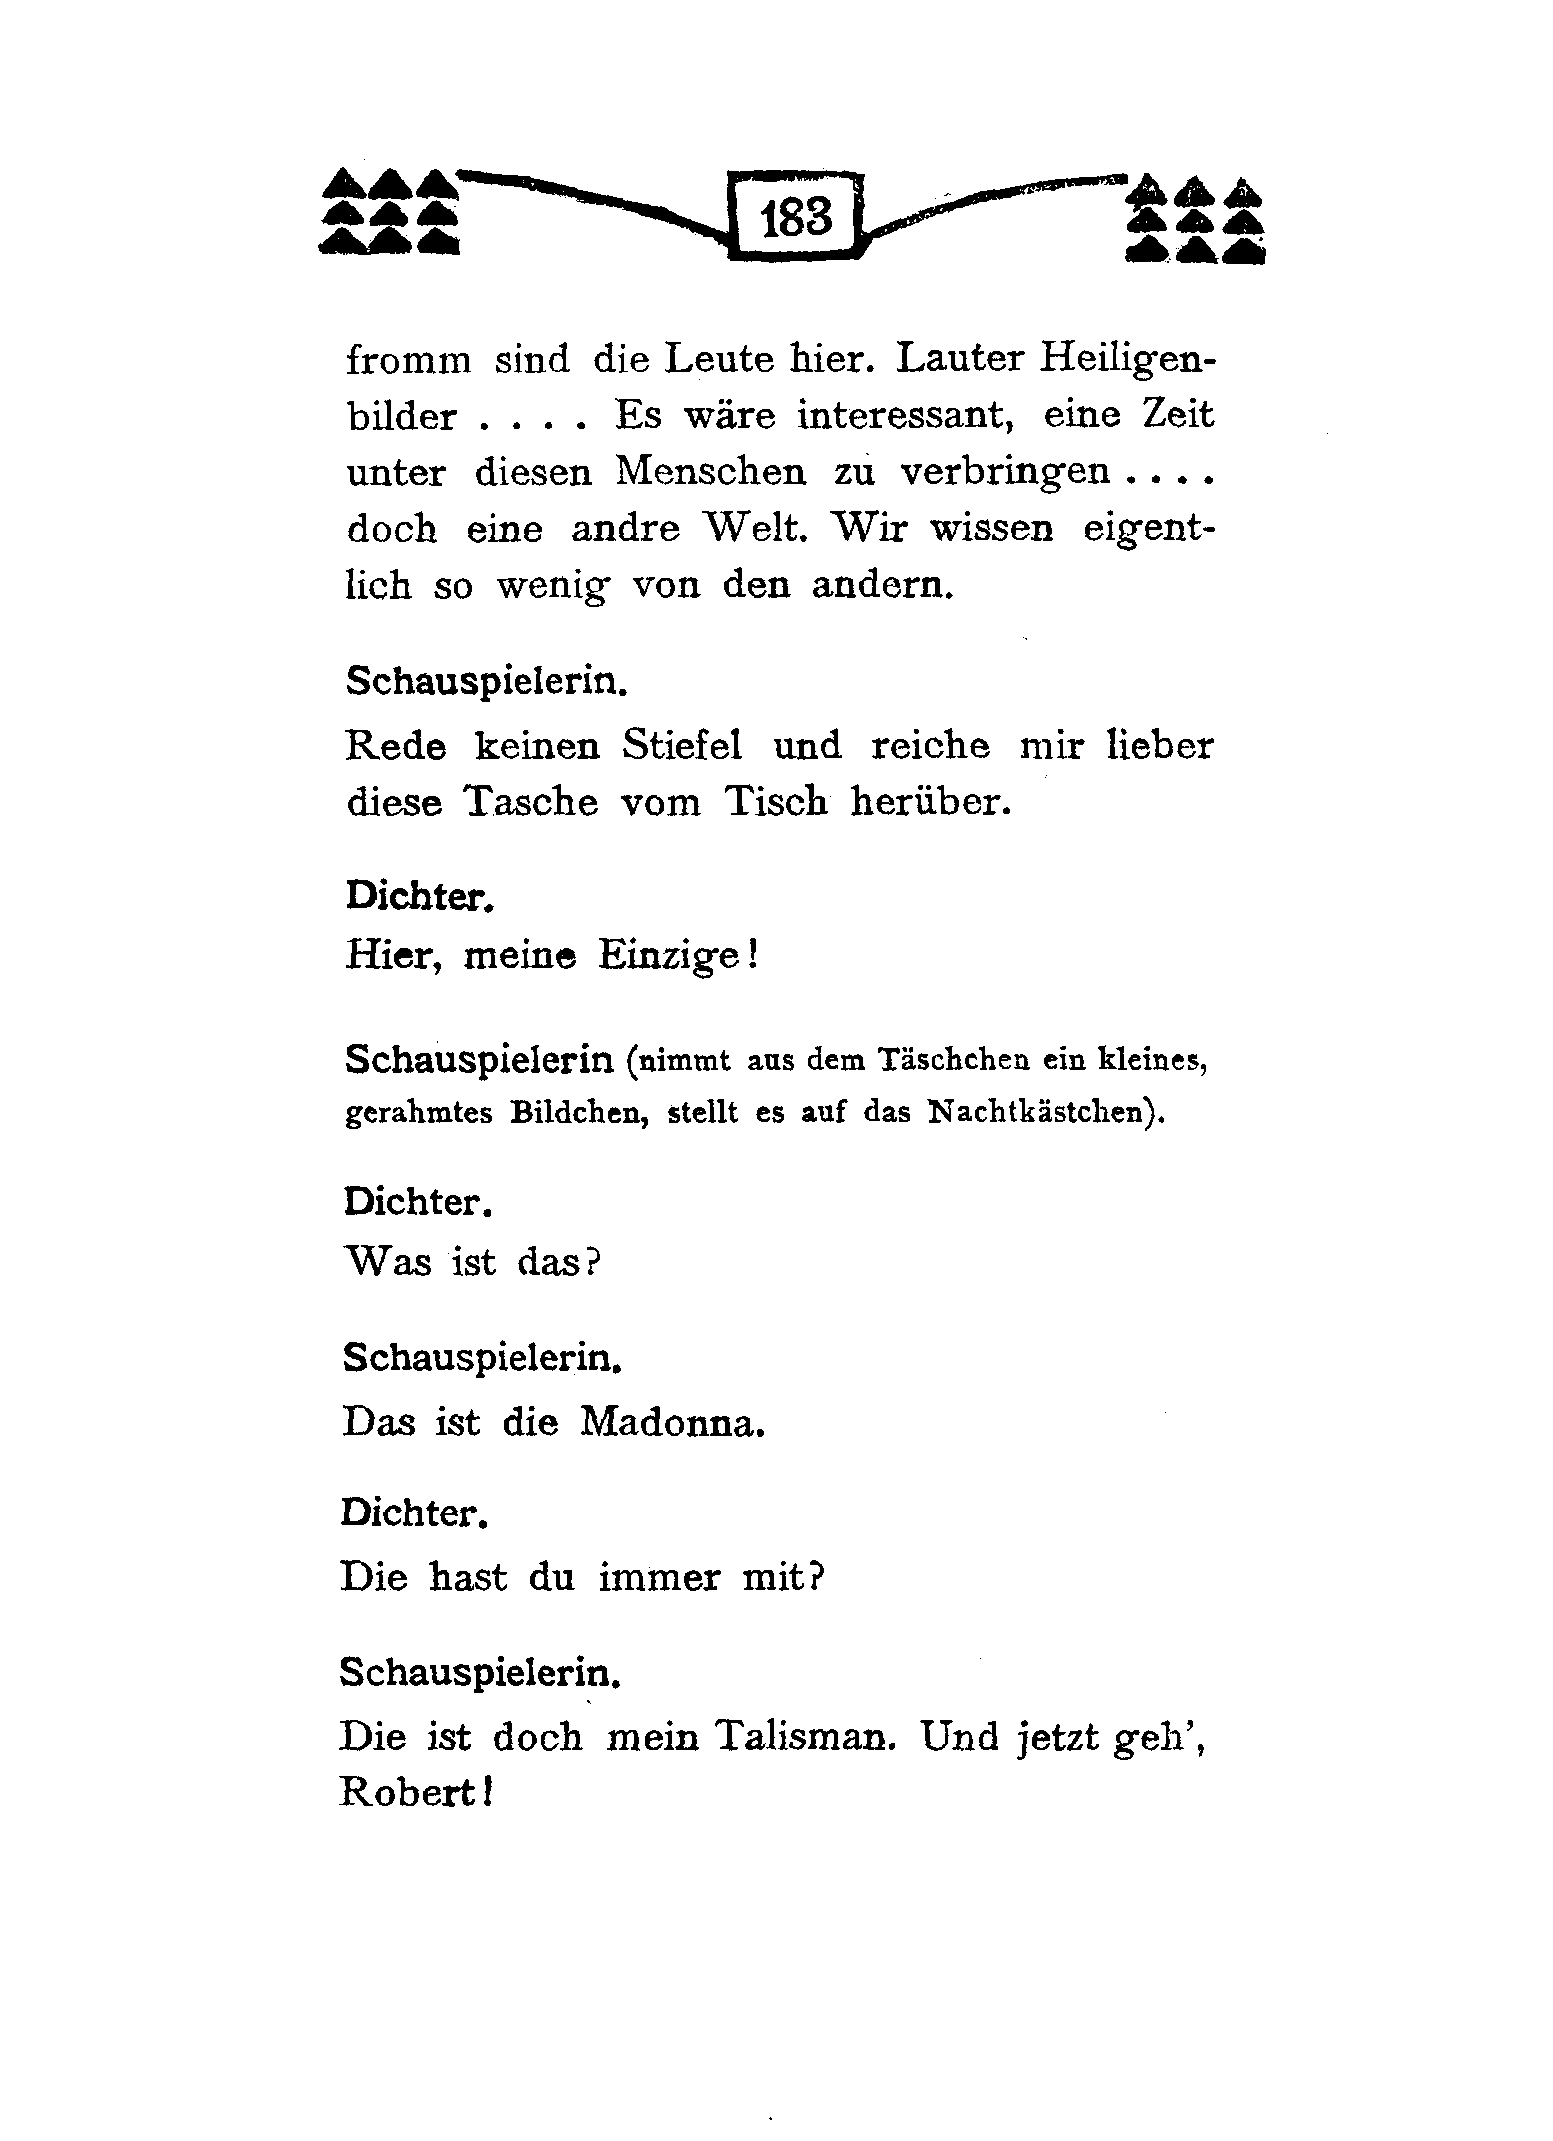 183
fromm sind die Leute hier. Lauter Heiligen-
bilder . . . . Es wäre interessant, eine Zeit
unter diesen Menschen zu verbringen . . . .
doch eine andre Welt. Wir wissen eigent-
lich so wenig von den andern.
Schauspielerin.
Rede keinen Stiefel und reiche mir lieber
diese Tasche vom Tisch herüber.
Dichter.
Hier, meine Einzige!
Schauspielerin (nimmt aus dem Täschchen ein kleines,
gerahmtes Bildchen, stellt es auf das Nachtkästchen).
Dichter.
Was ist das?
Schauspielerin.
Das ist die Madonna.
Dichter.
Die hast du immer mit?
Schauspielerin.
Die ist doch mein Talisman. Und jetzt geh’,
Robert!